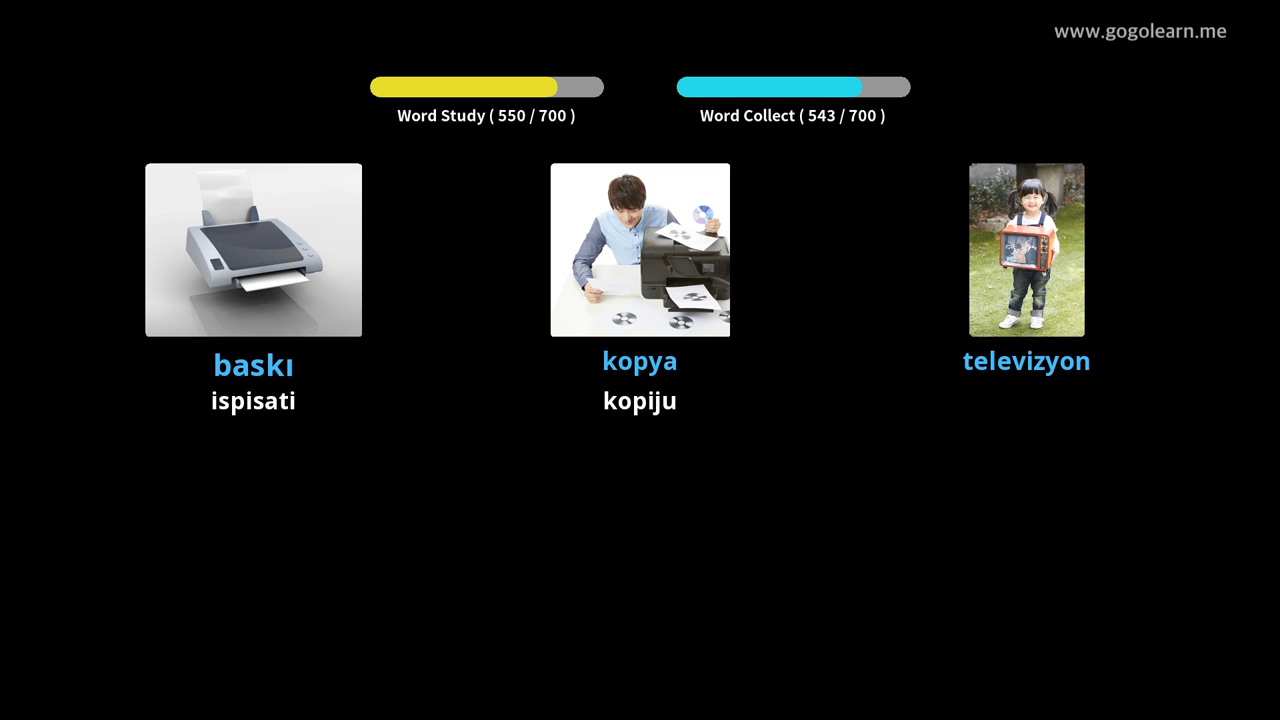 www.gogolearn.me
Word Study ( 550 / 700 )
Word Collect ( 543 / 700 )
baskı
ispisati
kopya
kopiju
televizyon